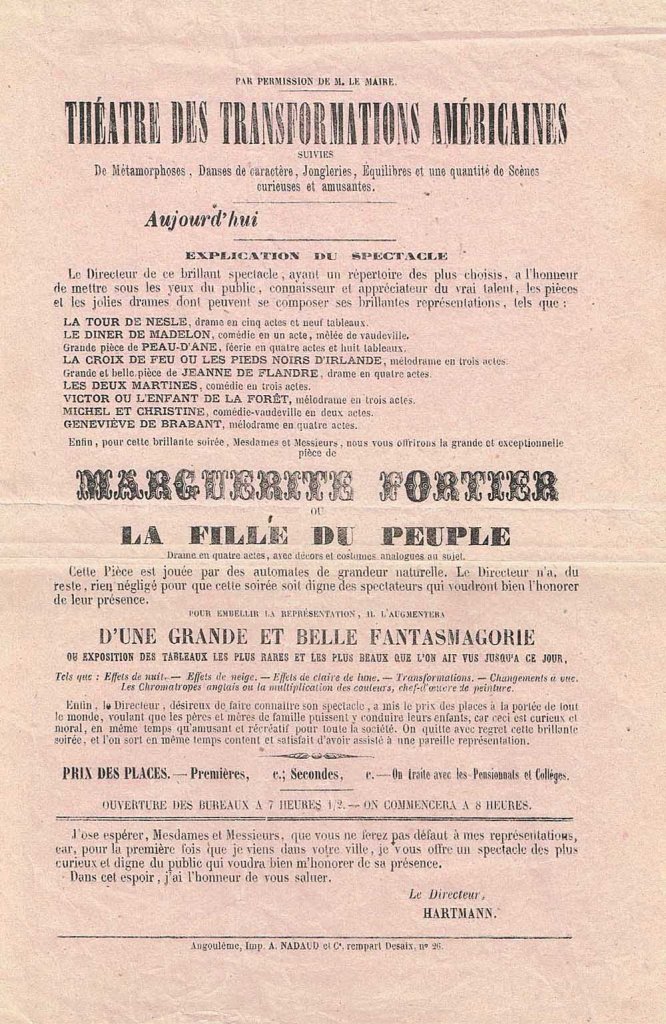 PAR PERMISSION DE M. LE MAIRE.
THÉATRE DES TRANSFORMATIONS AMÉRICAINES
SUIVIES
De Métamorphoses, Danses de caractère, Jongleries, Équilibres et une quantité de Scènes
curieuses et amusantes.
Aujourd'hui
EXPLICATION DU SPECTACLE
Le Directeur de ce brillant spectacle, ayant un répertoire des plus choisis, a l'honneur
de mettre sous les yeux du public, connaisseur et appréciateur du vrai talent, les pièces
et les jolies drames dont peuvent se composer ses brillantes représentations, tels que :
LA TOUR DE NESLE, drame en cinq actes et neuf tableaux.
LE DINER DE MADELON, comédie en un acte, mêlée de vaudeville.
Grande pièce de PEAU-D'ANE, féerie en quatre actes et huit tableaux.
LA CROIX DE FEU OU LES PIEDS NOIRS D'IRLANDE, mélodrame en trois actes.
Grande et belle pièce de JEANNE DE FLANDRE, drame en quatre actes.
LES DEUX MARTINES, comédie en trois actes.
VICTOR OU L'ENFANT DE LA FORÊT, mélodrame en trois actes.
MICHEL ET CHRISTINE, comédie-vaudeville en deux actes.
GENEVIÈVE DE BRABANT, mélodrame en quatre actes.
Enfin, pour cette brillante soirée, Mesdames et Messieurs, nous vous offrirons la grande et exceptionnelle
pièce de
MARGUERITE FORTIER
OU
LA FILLE DU PEUPLE
Drame en quatre actes, avec décors et costumes analogues au sujet.
Cette Pièce est jouée par des automates de grandeur naturelle. Le Directeur n'a, du
reste, rien négligé pour que cette soirée soit digne des spectateurs qui voudront bien l'honorer
de leur présence.
POUR EMBELLIR LA REPRÉSENTATION, IL L'AUGMENTERA
D'UNE GRANDE ET BELLE FANTASMAGORIE
OU EXPOSITION DES TABLEAUX LES PLUS RARES ET LES PLUS BEAUX QUE L'ON AIT VUS JUSQU'A CE JOUR,
Tels que : Effets de nuit. — Effets de neige. — Effets de claire de lune. — Transformations. — Changements a vue.
Les Chromatropes anglais ou la multiplication des couleurs, chef-d'œuvre de peinture.
Enfin, le Directeur, désireux de faire connaître son spectacle, a mis le prix des places à la portée de tout
le monde, voulant que les pères et mères de famille puissent y conduire leurs enfants, car ceci est curieux et
moral, en même temps qu'amusant et récréatif pour toute la société. On quitte avec regret cette brillante
soirée, et l'on sort en même temps content et satisfait d'avoir assisté à une pareille représentation.
PRIX DES PLACES. — Premières, c.; Secondes, c. — On traite avec les Pensionnats et Colléges.
OUVERTURE DES BUREAUX A 7 HEURES 1/2. — ON COMMENCERA A 8 HEURES.
J'ose espérer, Mesdames et Messieurs, que vous ne ferez pas défaut à mes représentations,
car, pour la première fois que je viens dans votre ville, je vous offre un spectacle des plus
curieux et digne du public qui voudra bien m'honorer de sa présence.
Dans cet espoir, j'ai l'honneur de vous saluer.
Le Directeur,
HARTMANN.
Angoulême, Imp. A. NADAUD et Cᵉ, rempart Desaix, nº 26.